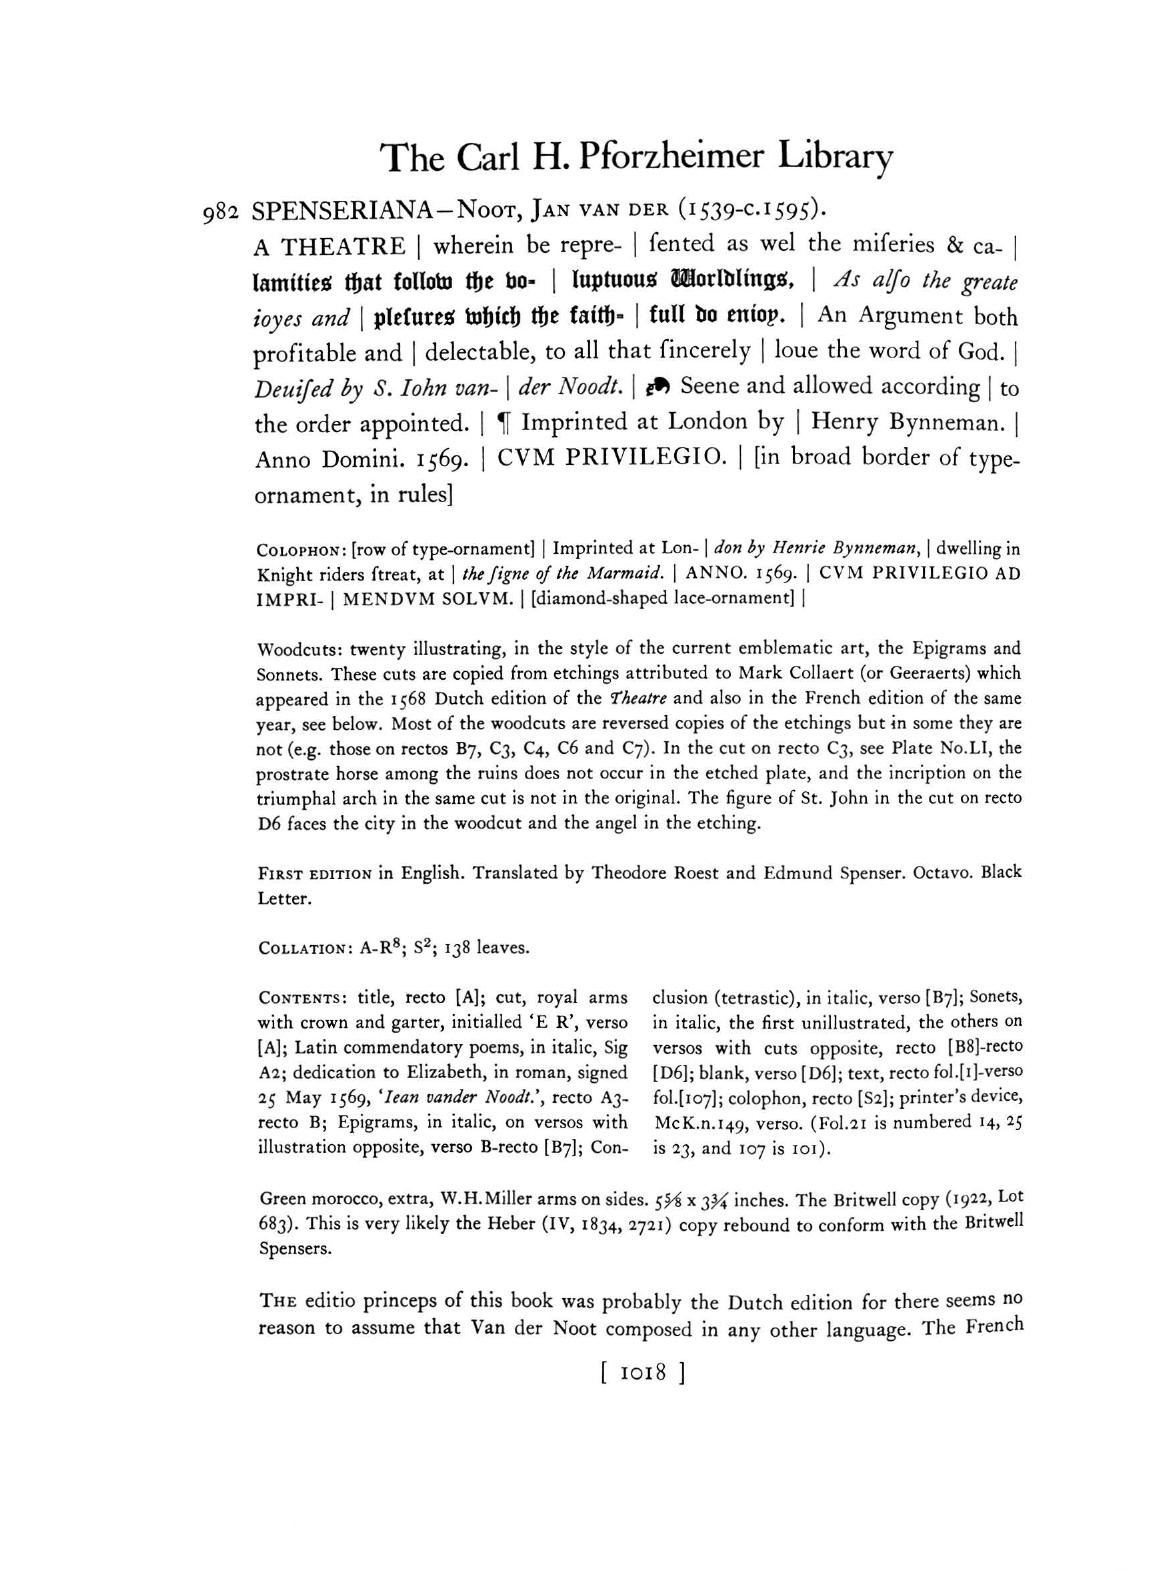 The Carl H. Pforzheimer Library
982 SPENSERIANA—NOOT, JAN VAN DER (1539-c.1595).
A THEATRE | wherein be repre- | ſented as wel the miſeries & ca- |
lamities that follow the vo- | luptuous Worldlings, | As alſo the greate
ioyes and | pleſures which the faith- | full do enioy. | An Argument both
profitable and | delectable, to all that ſincerely | loue the word of God. |
Deuiſed by S. Iohn van- | der Noodt. | ☙ Seene and allowed according | to
the order appointed. | ¶ Imprinted at London by | Henry Bynneman. |
Anno Domini. 1569. | CVM PRIVILEGIO. | [in broad border of type-
ornament, in rules]
COLOPHON: [row of type-ornament] | Imprinted at Lon- | don by Henrie Bynneman, | dwelling in
Knight riders ſtreat, at | the ſigne of the Marmaid. | ANNO. 1569. | CVM PRIVILEGIO AD
IMPRI- | MENDVM SOLVM. | [diamond-shaped lace-ornament] |
Woodcuts: twenty illustrating, in the style of the current emblematic art, the Epigrams and
Sonnets. These cuts are copied from etchings attributed to Mark Collaert (or Geeraerts) which
appeared in the 1568 Dutch edition of the Theatre and also in the French edition of the same
year, see below. Most of the woodcuts are reversed copies of the etchings but in some they are
not (e.g. those on rectos B7, C3, C4, C6 and C7). In the cut on recto C3, see Plate No.LI, the
prostrate horse among the ruins does not occur in the etched plate, and the incription on the
triumphal arch in the same cut is not in the original. The figure of St. John in the cut on recto
D6 faces the city in the woodcut and the angel in the etching.
FIRST EDITION in English. Translated by Theodore Roest and Edmund Spenser. Octavo. Black
Letter.
COLLATION: A-R⁸; S²; 138 leaves.
CONTENTS: title, recto [A]; cut, royal arms
with crown and garter, initialled ‘E R’, verso
[A]; Latin commendatory poems, in italic, Sig
A2; dedication to Elizabeth, in roman, signed
25 May 1569, ‘Iean vander Noodt.’, recto A3-
recto B; Epigrams, in italic, on versos with
illustration opposite, verso B-recto [B7]; Con-
clusion (tetrastic), in italic, verso [B7]; Sonets,
in italic, the first unillustrated, the others on
versos with cuts opposite, recto [B8]-recto
[D6]; blank, verso [D6]; text, recto fol.[1]-verso
fol.[107]; colophon, recto [S2]; printer's device,
McK.n.149, verso. (Fol.21 is numbered 14, 25
is 23, and 107 is 101).
Green morocco, extra, W.H.Miller arms on sides. 5⅝ x 3¾ inches. The Britwell copy (1922, Lot
683). This is very likely the Heber (IV, 1834, 2721) copy rebound to conform with the Britwell
Spensers.
THE editio princeps of this book was probably the Dutch edition for there seems no
reason to assume that Van der Noot composed in any other language. The French
[ 1018 ]